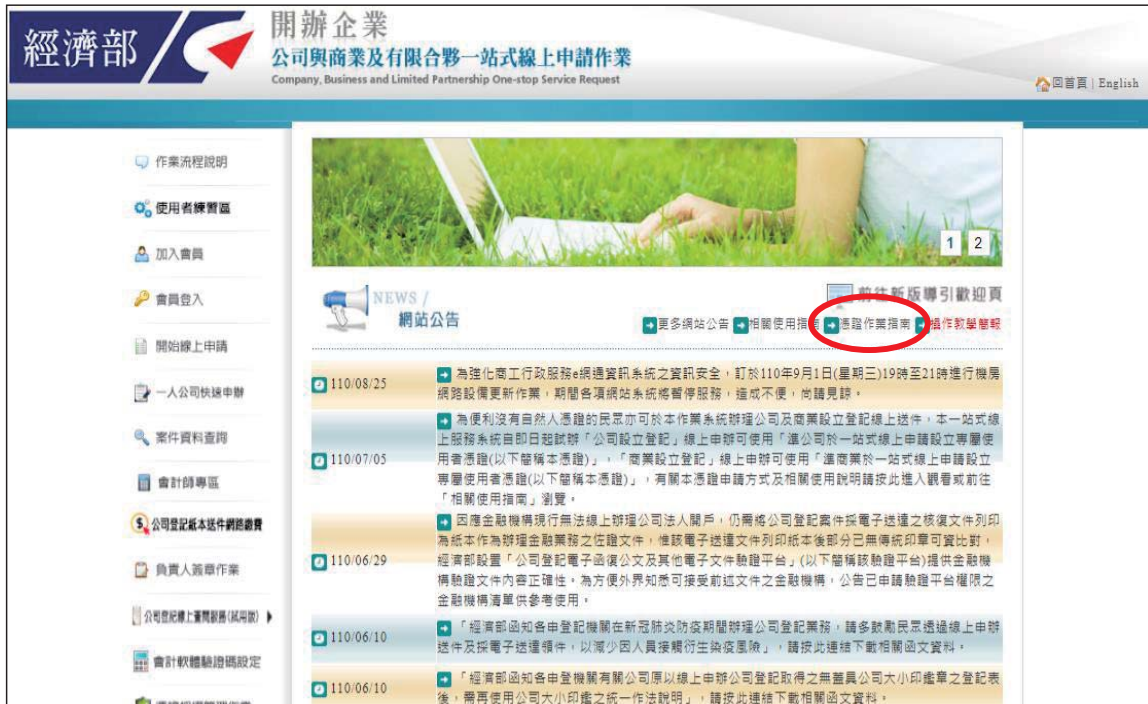 經濟部
開辦企業
公司與商業及有限合夥一站式線上申請作業
Company, Business and Limited Partnership One-stop Service Request
回首頁 | English
作業流程說明
使用者練習區
加入會員
會員登入
開始線上申請
一人公司快速申辦
案件資料查詢
會計師專區
公司登記紙本送件網路繳費
負責人簽章作業
公司登記線上查閱服務(試用版)
會計軟體驗證碼設定
1 2
NEWS /
網站公告
前往新版導引歡迎頁
更多網站公告 相關使用指南 憑證作業指南 操作教學簡報
110/08/25
為強化商工行政服務e網通資訊系統之資訊安全，訂於110年9月1日(星期三)19時至21時進行機房
網路設備更新作業，期間各項網站系統將暫停服務，造成不便，尚請見諒。
110/07/05
為便利沒有自然人憑證的民眾亦可於本作業系統辦理公司及商業設立登記線上送件，本一站式線
上服務系統自即日起試辦「公司設立登記」線上申辦可使用「準公司於一站式線上申請設立專屬使
用者憑證(以下簡稱本憑證)」，「商業設立登記」線上申辦可使用「準商業於一站式線上申請設立
專屬使用者憑證(以下簡稱本憑證)」，有關本憑證申請方式及相關使用說明請按此進入觀看或前往
「相關使用指南」瀏覽。
110/06/29
因應金融機構現行無法線上辦理公司法人開戶，仍需將公司登記案件採電子送達之核復文件列印
為紙本作為辦理金融業務之佐證文件，惟該電子送達文件列印紙本後部分已無傳統印章可資比對，
經濟部設置「公司登記電子函復公文及其他電子文件驗證平台」(以下簡稱該驗證平台)提供金融機
構驗證文件內容正確性。為方便外界知悉可接受前述文件之金融機構，公告已申請驗證平台權限之
金融機構清單供參考使用。
110/06/10
「經濟部函知各申登記機關在新冠肺炎防疫期間辦理公司登記業務，請多鼓勵民眾透過線上申辦
送件及採電子送達領件，以減少因人員接觸衍生染疫風險」，請按此連結下載相關函文資料。
110/06/10
「經濟部函知各申登機關有關公司原以線上申辦公司登記取得之無蓋具公司大小印鑑章之登記表
後，需再使用公司大小印鑑之統一作法說明」，請按此連結下載相關函文資料。